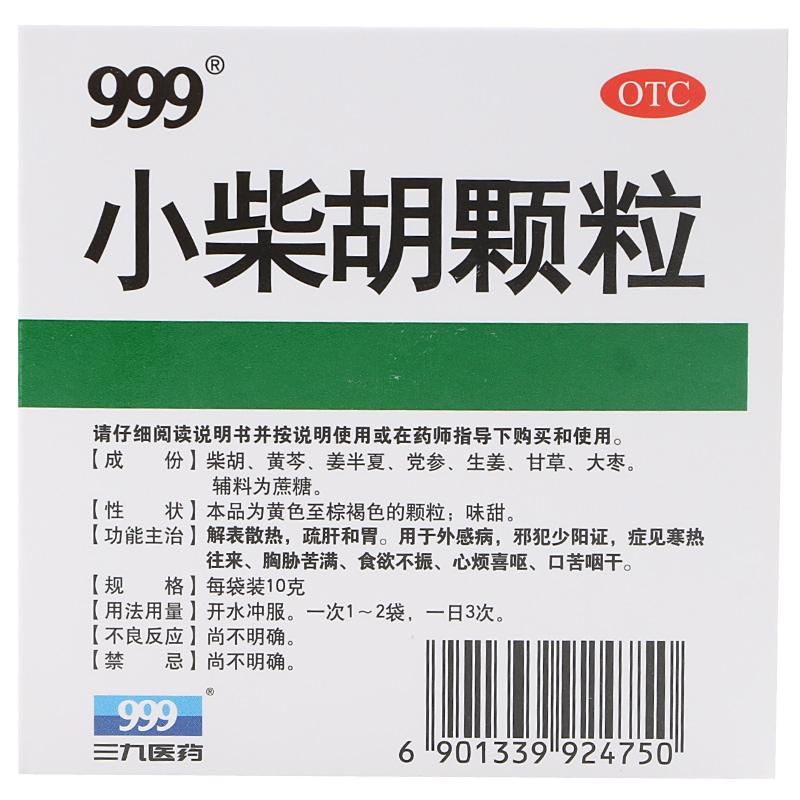 999®
OTC
小柴胡颗粒
请仔细阅读说明书并按说明使用或在药师指导下购买和使用。
【成　份】柴胡、黄芩、姜半夏、党参、生姜、甘草、大枣。
辅料为蔗糖。
【性　状】本品为黄色至棕褐色的颗粒；味甜。
【功能主治】解表散热，疏肝和胃。用于外感病，邪犯少阳证，症见寒热
往来、胸胁苦满、食欲不振、心烦喜呕、口苦咽干。
【规　格】每袋装10克
【用法用量】开水冲服。一次1～2袋，一日3次。
【不良反应】尚不明确。
【禁　忌】尚不明确。
999®
三九医药
6 901339 924750